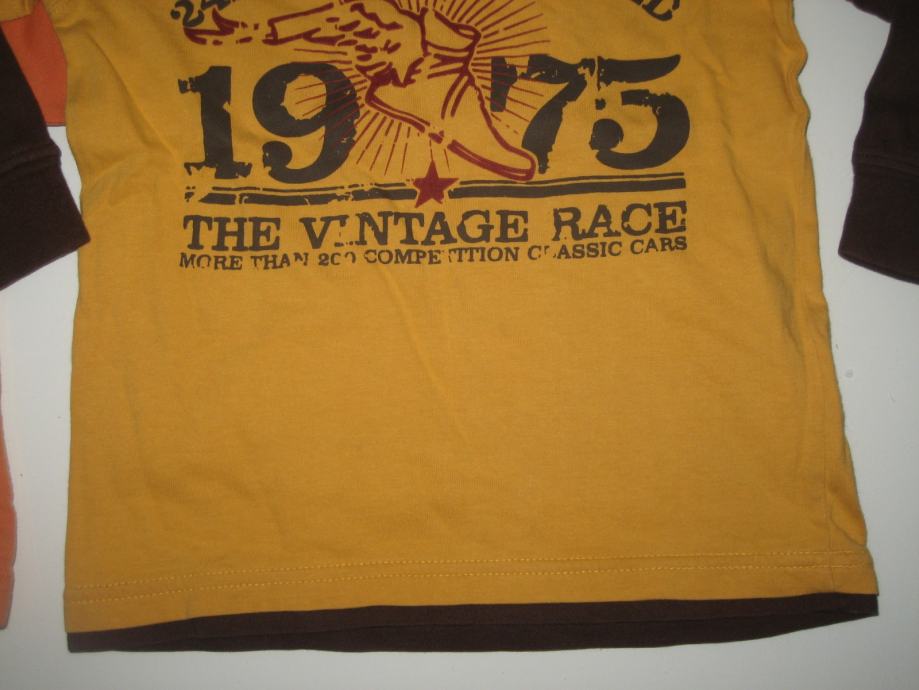 1975
THE VINTAGE RACE
MORE THAN 200 COMPETITION CLASSIC CARS